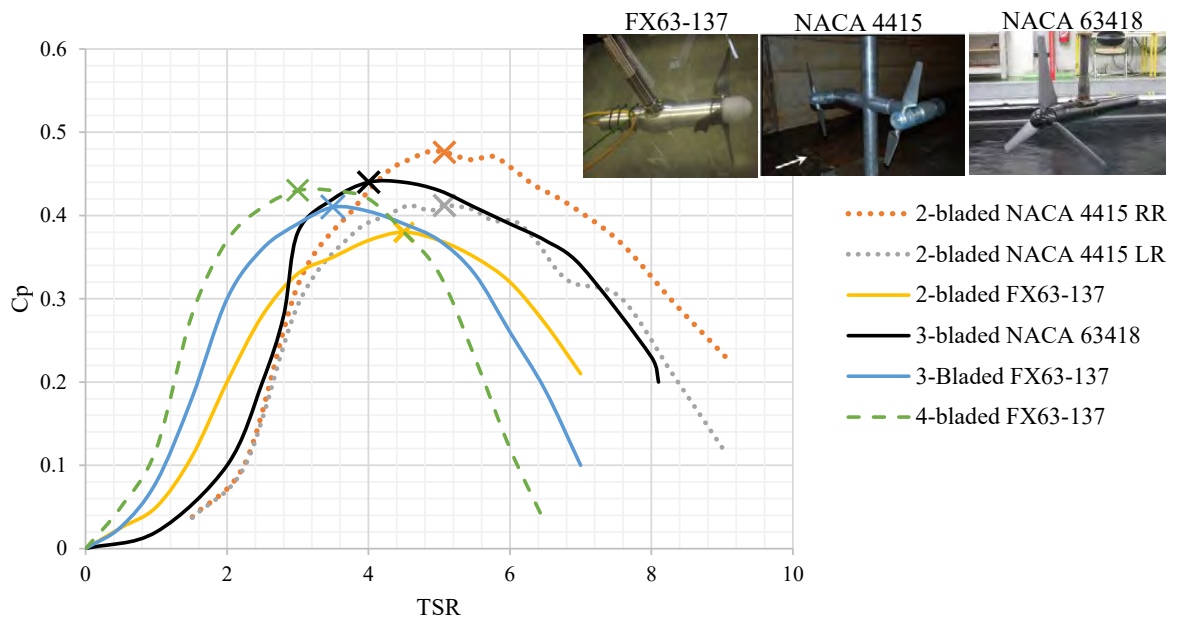 FX63-137 NACA 4415 NACA 63418
0.6
0.5
0.4
0.3
0.2
0.1
0
Cp
0 2 4 6 8 10
TSR
2-bladed NACA 4415 RR
2-bladed NACA 4415 LR
2-bladed FX63-137
3-bladed NACA 63418
3-Bladed FX63-137
4-bladed FX63-137